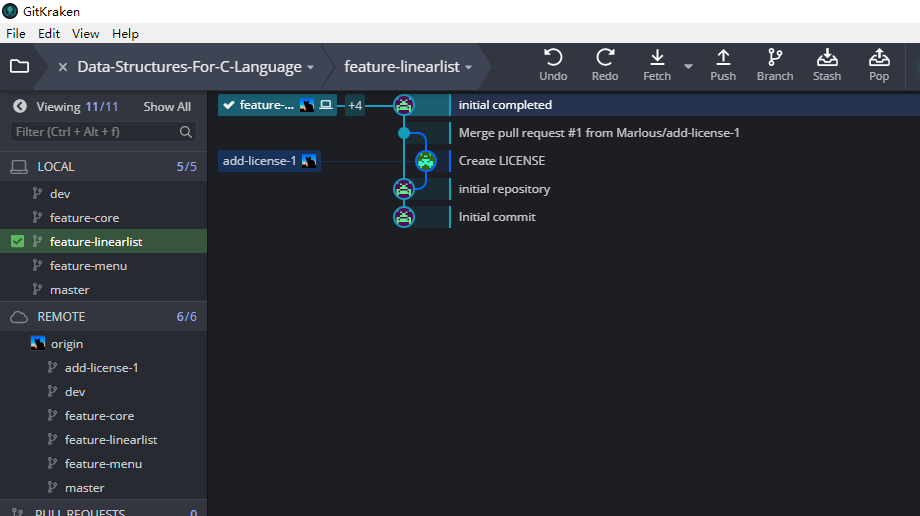 GitKraken
File Edit View Help
Data-Structures-For-C-Language feature-linearlist
Undo Redo Fetch Push Branch Stash Pop
Viewing 11/11 Show All
Filter (Ctrl + Alt + f)
LOCAL 5/5
dev
feature-core
feature-linearlist
feature-menu
master
REMOTE 6/6
origin
add-license-1
dev
feature-core
feature-linearlist
feature-menu
master
PULL REQUESTS 0
feature-... +4 initial completed
Merge pull request #1 from Marlous/add-license-1
add-license-1 Create LICENSE
initial repository
Initial commit